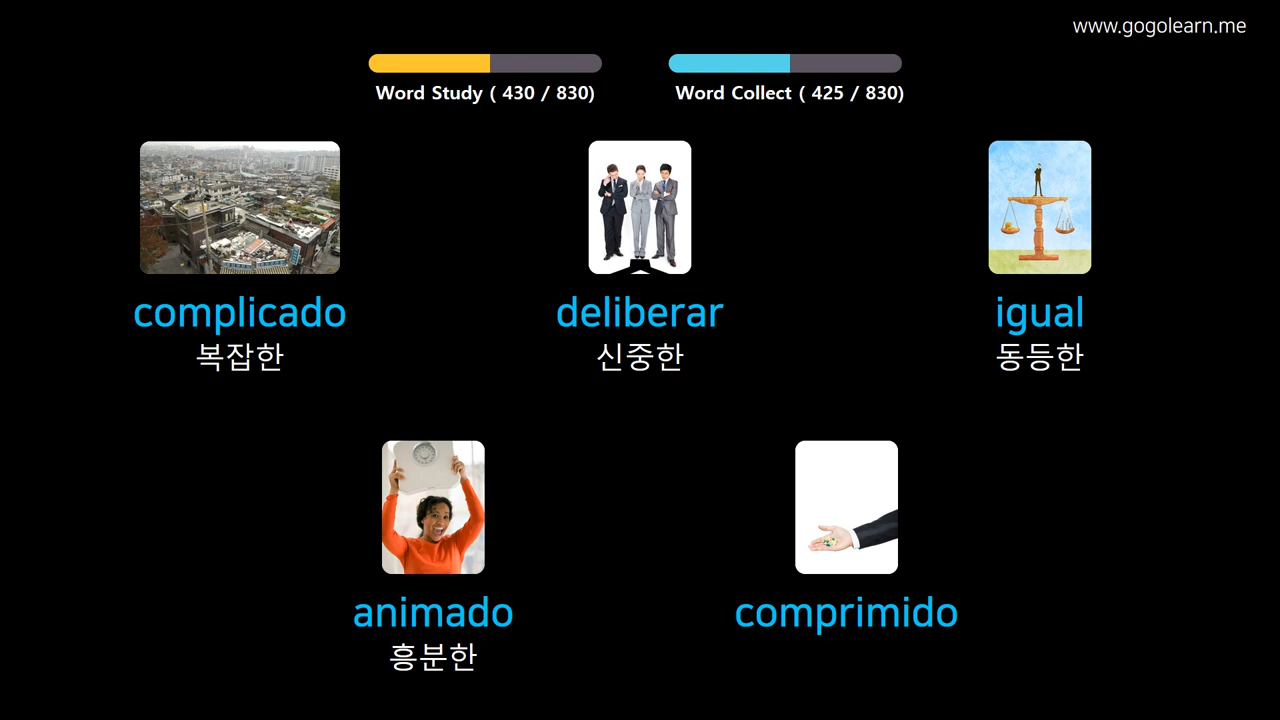 www.gogolearn.me
Word Study ( 430 / 830)
Word Collect ( 425 / 830)
complicado
복잡한
deliberar
신중한
igual
동등한
animado
흥분한
comprimido